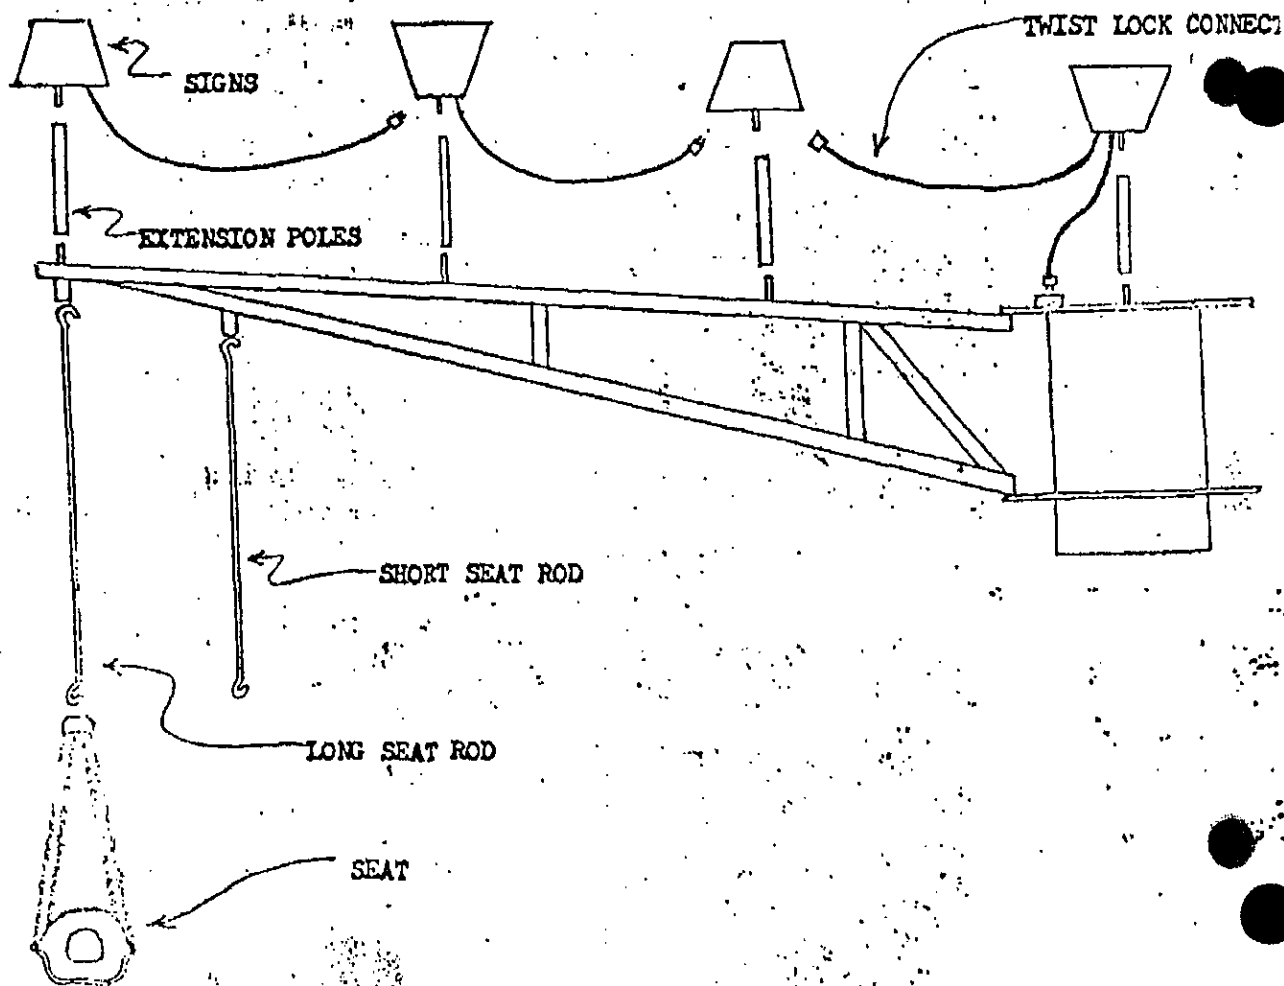 TWIST LOCK CONNECT
SIGNS
EXTENSION POLES
SHORT SEAT ROD
LONG SEAT ROD
SEAT